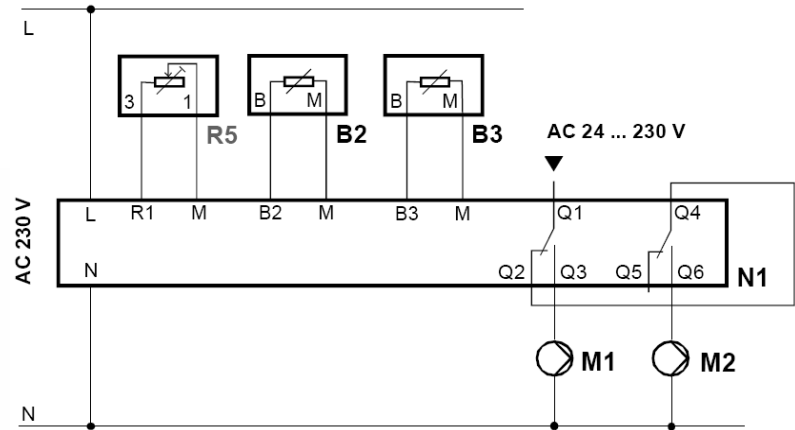 L
3 1
R5
B M
B2
B M
B3
AC 24 ... 230 V
AC 230 V
L R1 M B2 M B3 M Q1 Q4
N Q2 Q3 Q5 Q6
N1
M1 M2
N